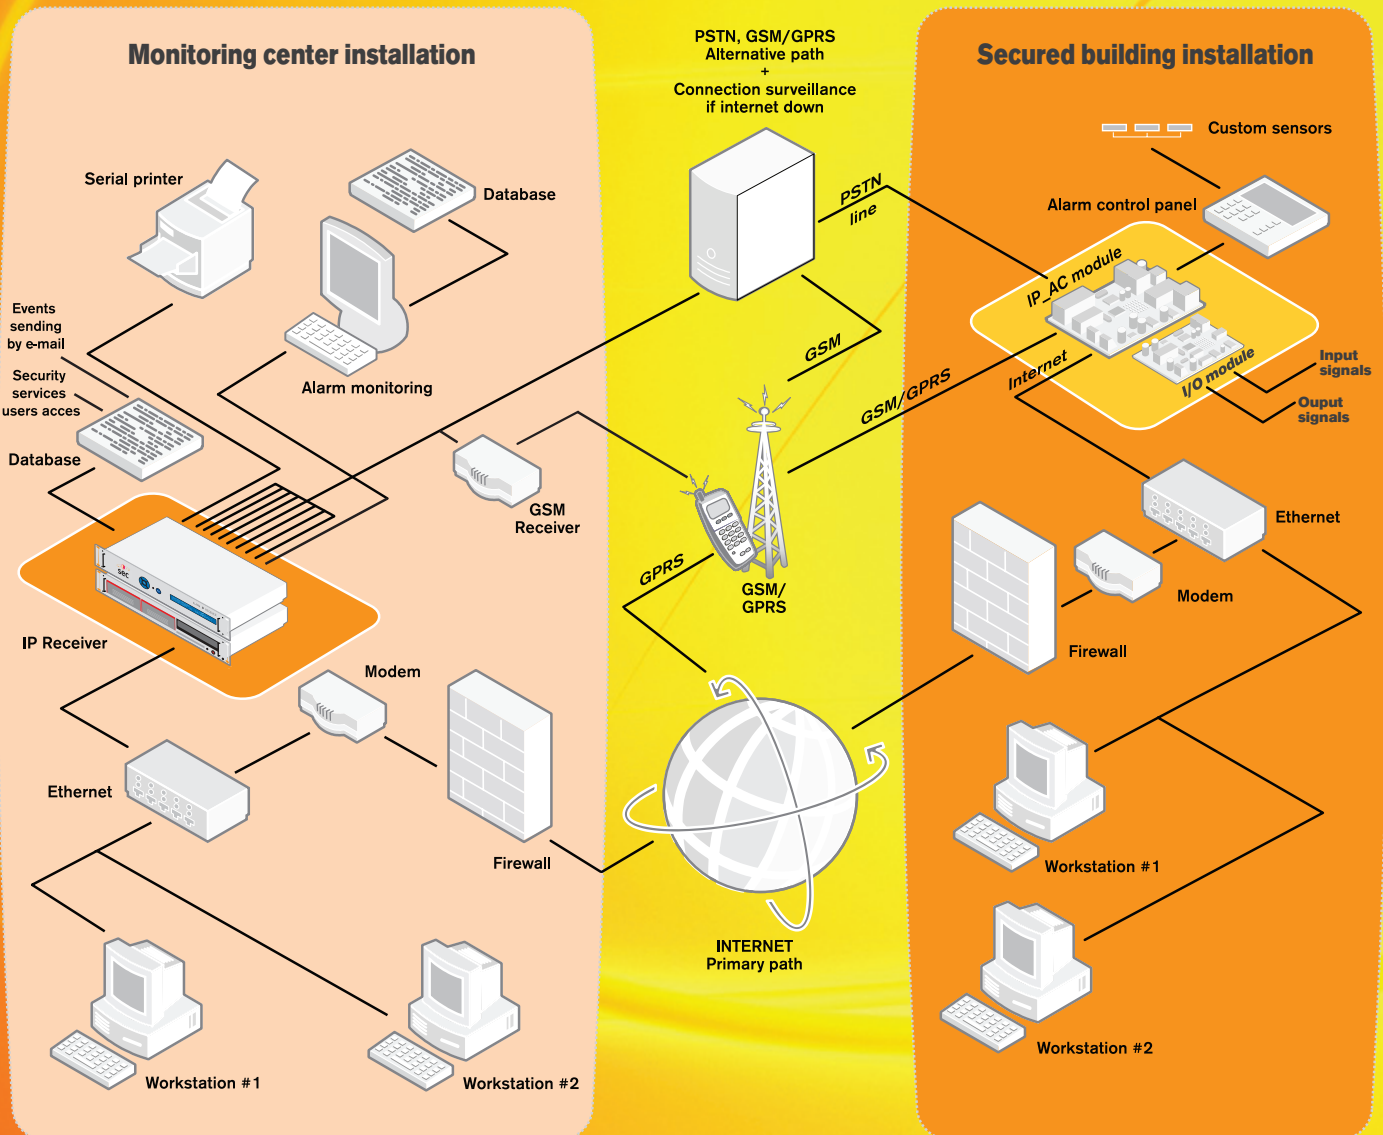 Monitoring center installation
PSTN, GSM/GPRS
Alternative path
+
Connection surveillance
if internet down
Secured building installation
Custom sensors
Serial printer
Database
PSTN
line
Alarm control panel
IP_AC module
Events
sending
by e-mail
GSM
Internet
Input
signals
Security
services
users acces
Alarm monitoring
GSM/GPRS
I/O module
Ouput
signals
Database
GSM
Receiver
Ethernet
sec
GPRS
GSM/
GPRS
Modem
IP Receiver
Firewall
Modem
Ethernet
Firewall
Workstation #1
INTERNET
Primary path
Workstation #2
Workstation #1
Workstation #2